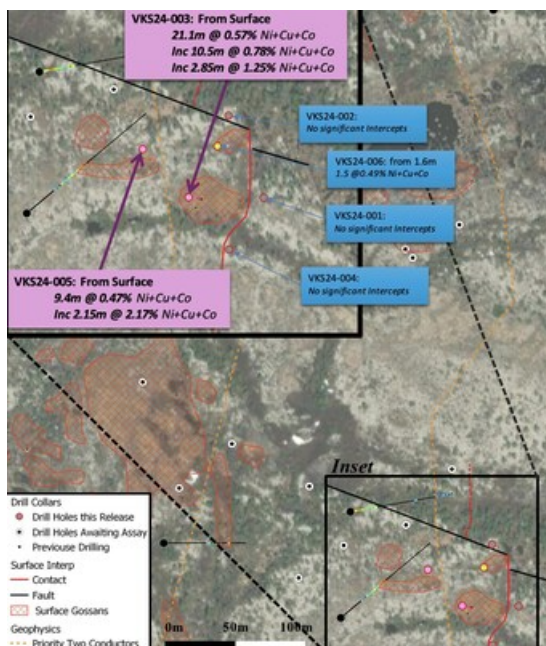 VKS24-003: From Surface
21.1m @ 0.57% Ni+Cu+Co
Inc 10.5m @ 0.78% Ni+Cu+Co
Inc 2.85m @ 1.25% Ni+Cu+Co
VKS24-002:
No significant Intercepts
VKS24-006: from 1.6m
1.5 @0.49% Ni+Cu+Co
VKS24-001:
No significant Intercepts
VKS24-004:
No significant Intercepts
VKS24-005: From Surface
9.4m @ 0.47% Ni+Cu+Co
Inc 2.15m @ 2.17% Ni+Cu+Co
Inset
Drill Collars
Drill Holes this Release
Drill Holes Awaiting Assay
Previouse Drilling
Surface Interp
Contact
Fault
Surface Gossans
Geophysics
Priority Two Conductors
0m 50m 100m